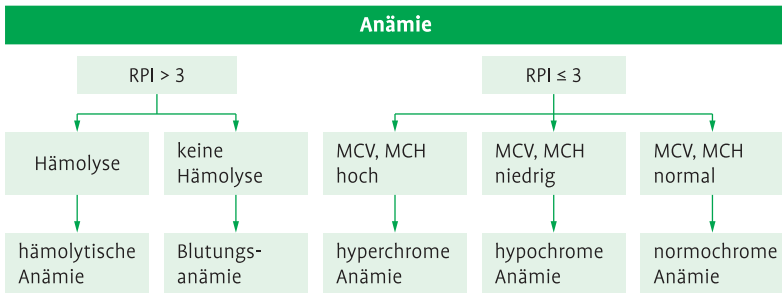 Anämie
RPI > 3
RPI ≤ 3
Hämolyse
keine
Hämolyse
MCV, MCH
hoch
MCV, MCH
niedrig
MCV, MCH
normal
hämolytische
Anämie
Blutungs-
anämie
hyperchrome
Anämie
hypochrome
Anämie
normochrome
Anämie